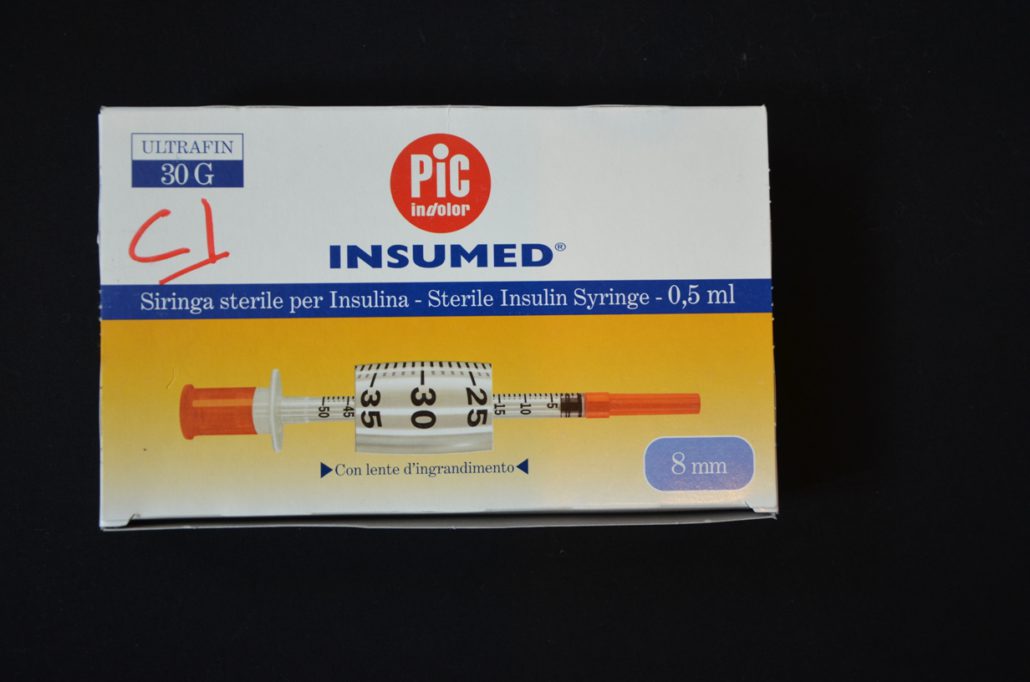 ULTRAFIN
30 G
PiC
indolor
C1
INSUMED®
Siringa sterile per Insulina - Sterile Insulin Syringe - 0,5 ml
-50 -45 -35 -30 -25 -15 -10 -5
Con lente d'ingrandimento
8 mm